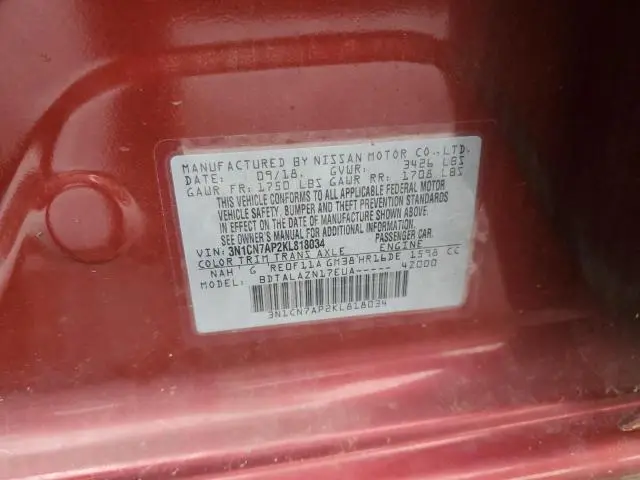 MANUFACTURED BY NISSAN MOTOR CO.,LTD.
DATE: 09/18. GVWR: 3426 LBS
GAWR FR: 1750 LBS GAWR RR: 1708 LBS
THIS VEHICLE CONFORMS TO ALL APPLICABLE FEDERAL MOTOR
VEHICLE SAFETY, BUMPER AND THEFT PREVENTION STANDARDS
IN EFFECT ON THE DATE OF MANUFACTURE SHOWN ABOVE.
SEE OWNER'S MANUAL FOR ADDITIONAL INFORMATION.
VIN: 3N1CN7AP2KL818034 PASSENGER CAR
COLOR TRIM TRANS AXLE ENGINE
NAH G RE0F11A GM38 HR16DE 1598 CC
MODEL: BDTALAZN17EUA----- 42000
3N1CN7AP2KL818034